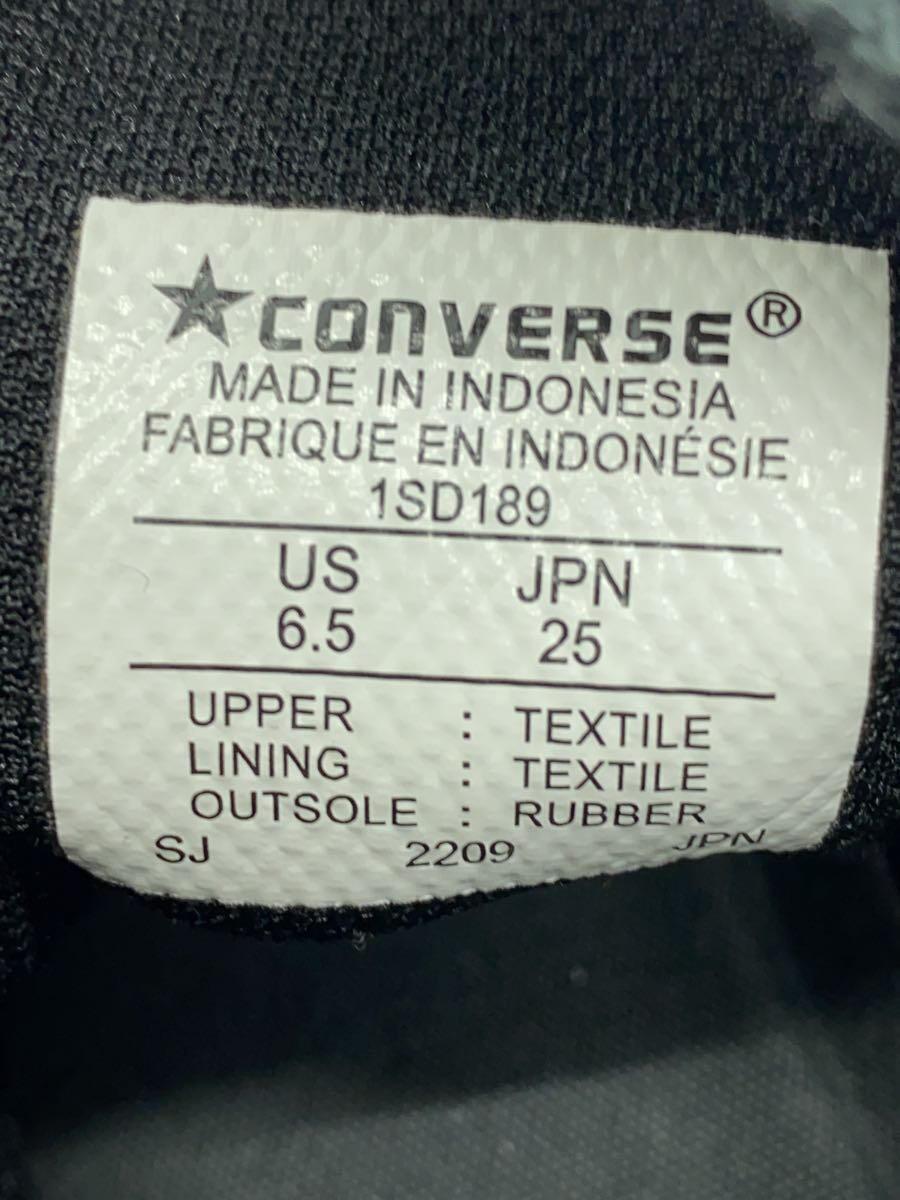 CONVERSE®
MADE IN INDONESIA
FABRIQUE EN INDONÉSIE
1SD189
US JPN
6.5 25
UPPER : TEXTILE
LINING : TEXTILE
OUTSOLE : RUBBER
SJ 2209 JPN